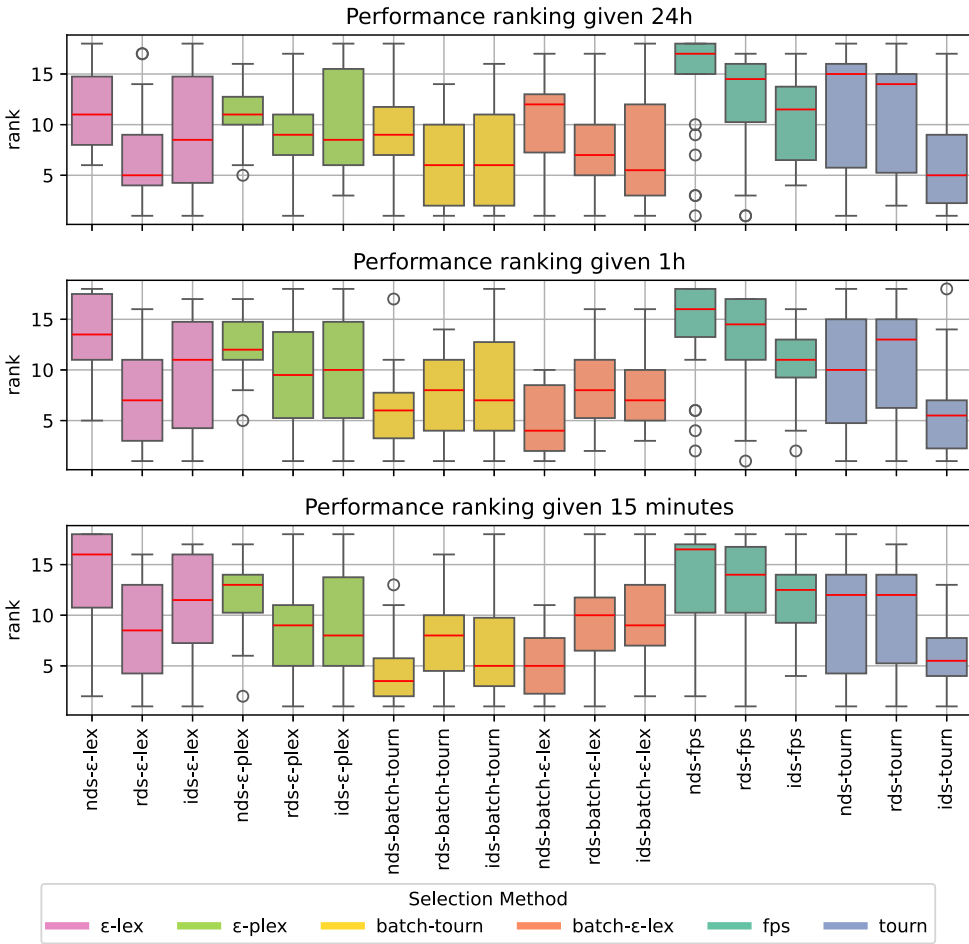 Performance ranking given 24h
rank
15
10
5
Performance ranking given 1h
rank
15
10
5
Performance ranking given 15 minutes
rank
15
10
5
nds-ε-lex
rds-ε-lex
ids-ε-lex
nds-ε-plex
rds-ε-plex
ids-ε-plex
nds-batch-tourn
rds-batch-tourn
ids-batch-tourn
nds-batch-ε-lex
rds-batch-ε-lex
ids-batch-ε-lex
nds-fps
rds-fps
ids-fps
nds-tourn
rds-tourn
ids-tourn
Selection Method
ε-lex ε-plex batch-tourn batch-ε-lex fps tourn